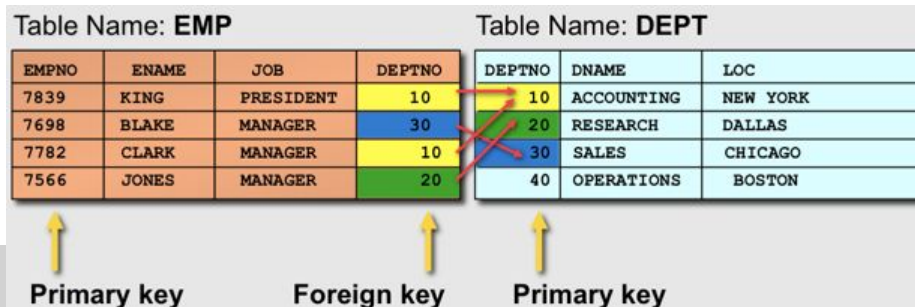 Table Name: EMP Table Name: DEPT
EMPNO ENAME JOB DEPTNO DEPTNO DNAME LOC
7839 KING PRESIDENT 10 10 ACCOUNTING NEW YORK
7698 BLAKE MANAGER 30 20 RESEARCH DALLAS
7782 CLARK MANAGER 10 30 SALES CHICAGO
7566 JONES MANAGER 20 40 OPERATIONS BOSTON
Primary key Foreign key Primary key